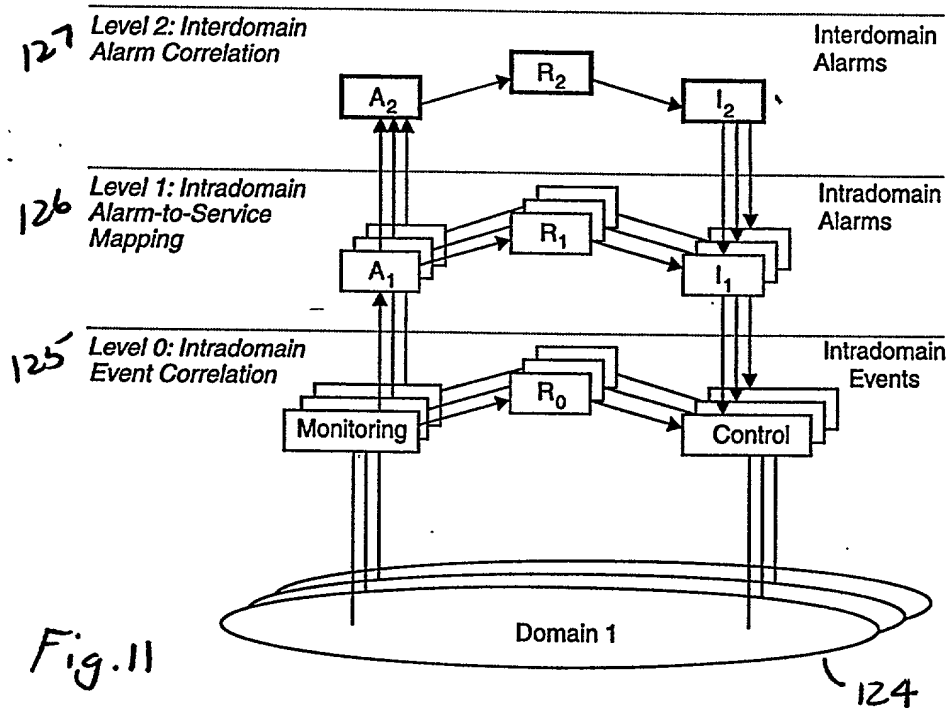 127
Level 2: Interdomain
Alarm Correlation
Interdomain
Alarms
A2
R2
I2
126
Level 1: Intradomain
Alarm-to-Service
Mapping
Intradomain
Alarms
A1
R1
I1
125
Level 0: Intradomain
Event Correlation
Intradomain
Events
Monitoring
R0
Control
Domain 1
Fig. 11
124